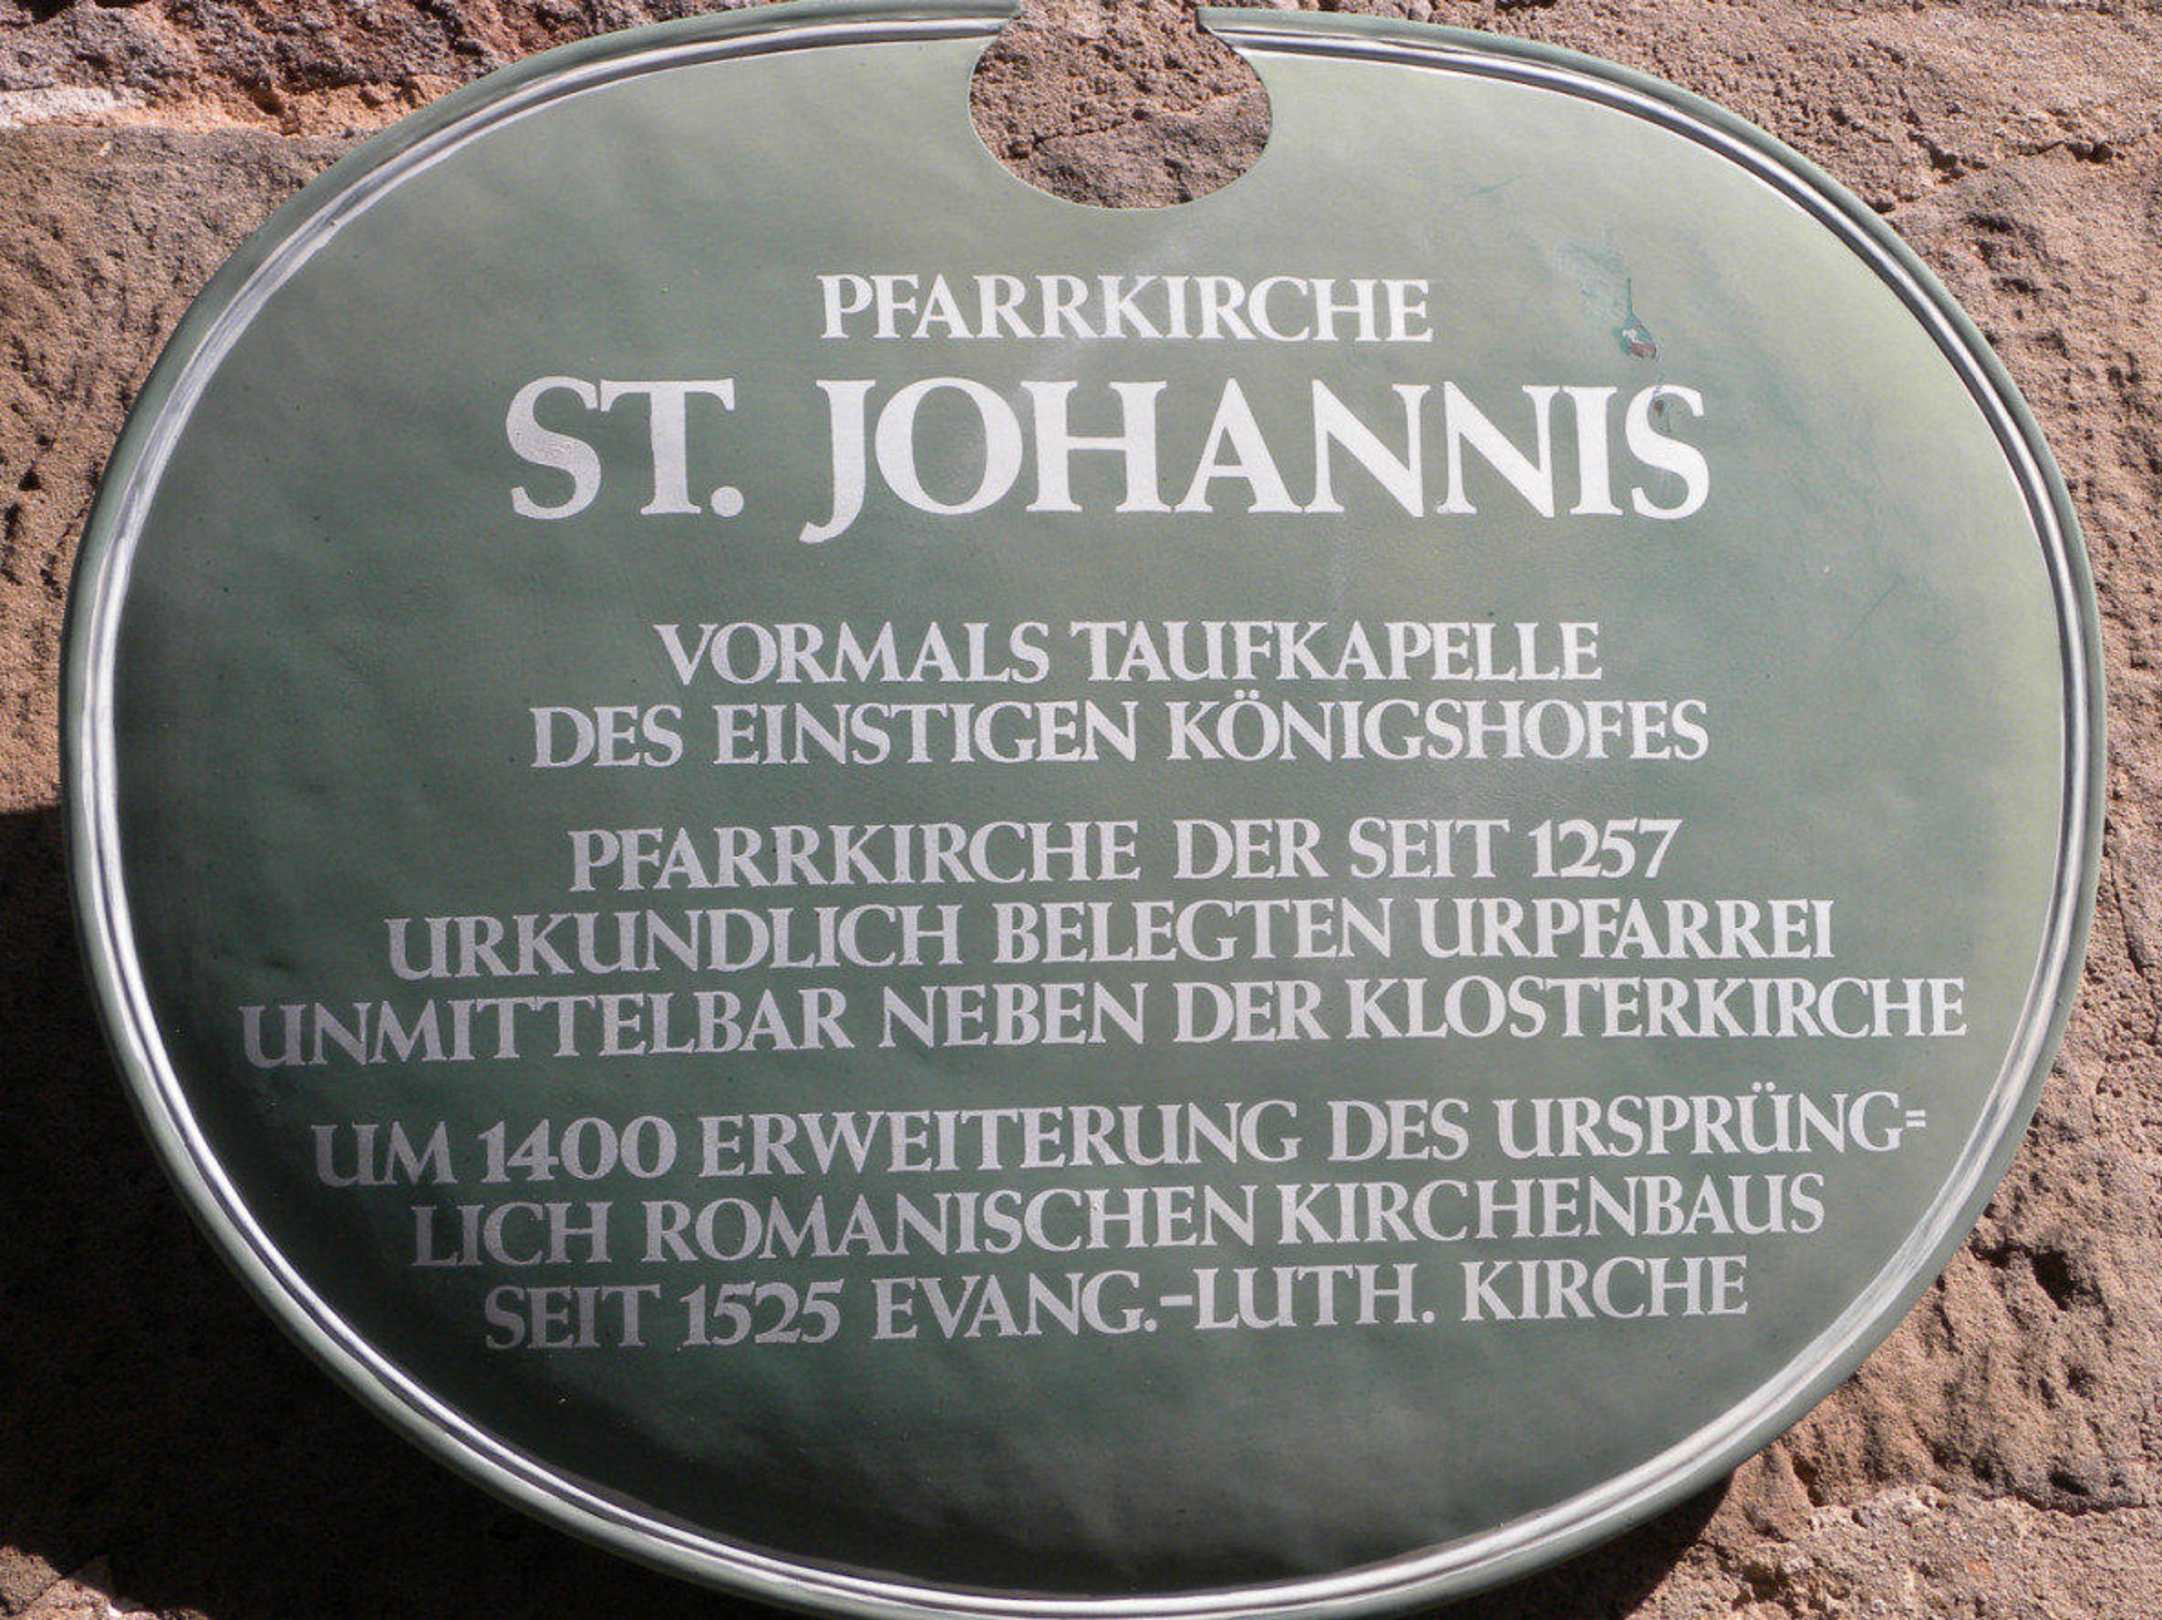 PFARRKIRCHE
ST. JOHANNIS
VORMALS TAUFKAPELLE
DES EINSTIGEN KÖNIGSHOFES
PFARRKIRCHE DER SEIT 1257
URKUNDLICH BELEGTEN URPFARREI
UNMITTELBAR NEBEN DER KLOSTERKIRCHE
UM 1400 ERWEITERUNG DES URSPRÜNG=
LICH ROMANISCHEN KIRCHENBAUS
SEIT 1525 EVANG.-LUTH. KIRCHE